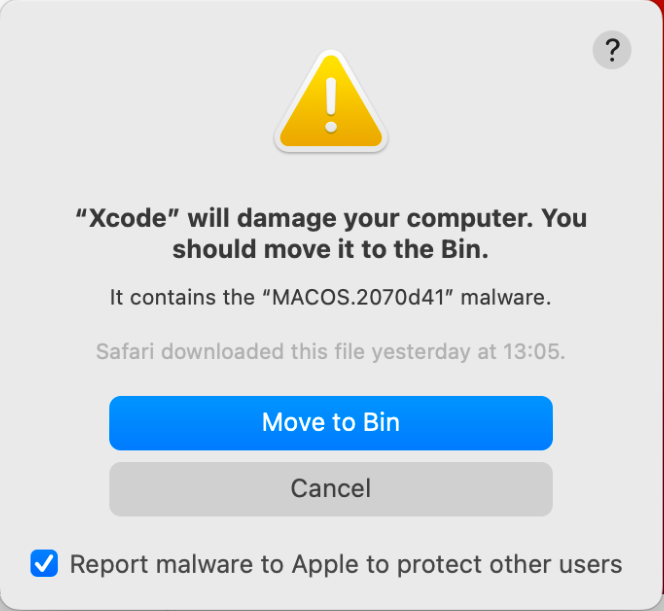 ?
“Xcode” will damage your computer. You
should move it to the Bin.
It contains the “MACOS.2070d41” malware.
Safari downloaded this file yesterday at 13:05.
Move to Bin
Cancel
Report malware to Apple to protect other users